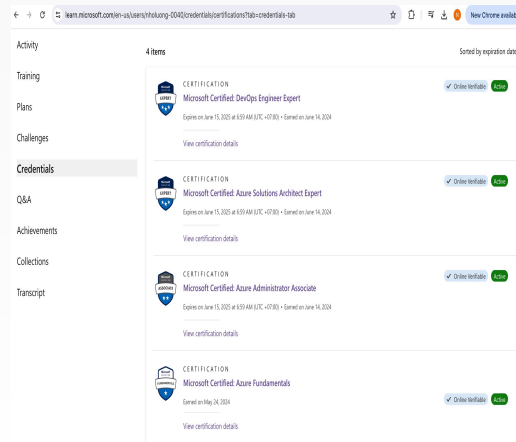 learn.microsoft.com/en-us/users/nholuong-0040/credentials/certifications?tab=credentials-tab
New Chrome availab
Activity
Training
Plans
Challenges
Credentials
Q&A
Achievements
Collections
Transcript
4 items
Sorted by expiration date
EXPERT
CERTIFICATION
Microsoft Certified: DevOps Engineer Expert
Expires on June 15, 2025 at 6:59 AM (UTC +07:00) • Earned on June 14, 2024
View certification details
✓ Online Verifiable
Active
EXPERT
CERTIFICATION
Microsoft Certified: Azure Solutions Architect Expert
Expires on June 15, 2025 at 6:59 AM (UTC +07:00) • Earned on June 14, 2024
View certification details
✓ Online Verifiable
Active
ASSOCIATE
CERTIFICATION
Microsoft Certified: Azure Administrator Associate
Expires on June 15, 2025 at 6:59 AM (UTC +07:00) • Earned on June 14, 2024
View certification details
✓ Online Verifiable
Active
FUNDAMENTALS
CERTIFICATION
Microsoft Certified: Azure Fundamentals
Earned on May 24, 2024
View certification details
✓ Online Verifiable
Active